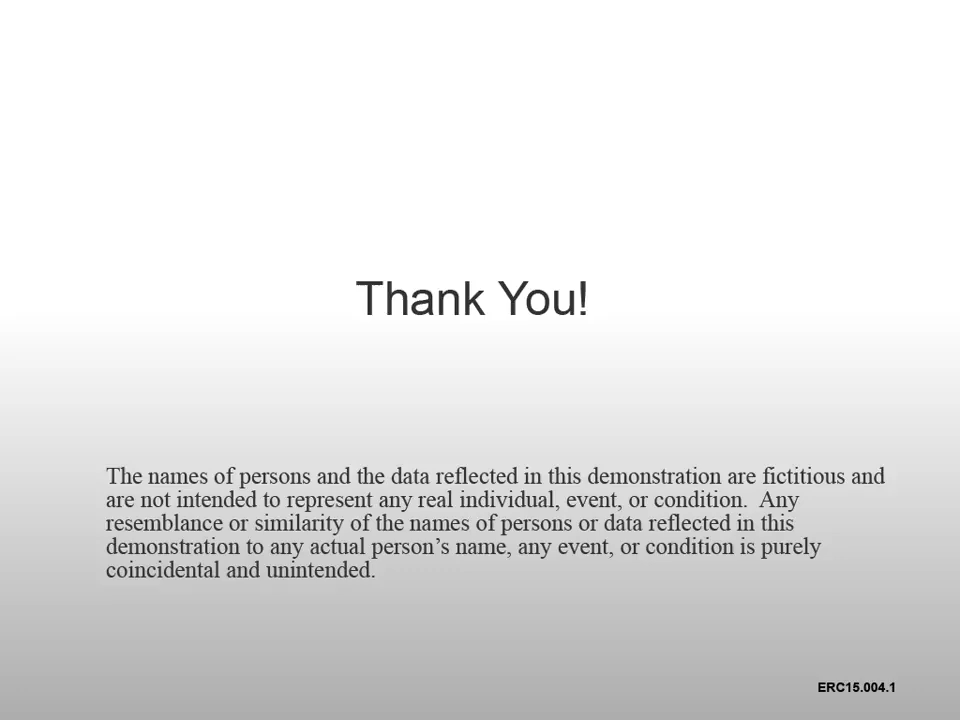 Thank You!
The names of persons and the data reflected in this demonstration are fictitious and
are not intended to represent any real individual, event, or condition.  Any
resemblance or similarity of the names of persons or data reflected in this
demonstration to any actual person’s name, any event, or condition is purely
coincidental and unintended.
ERC15.004.1